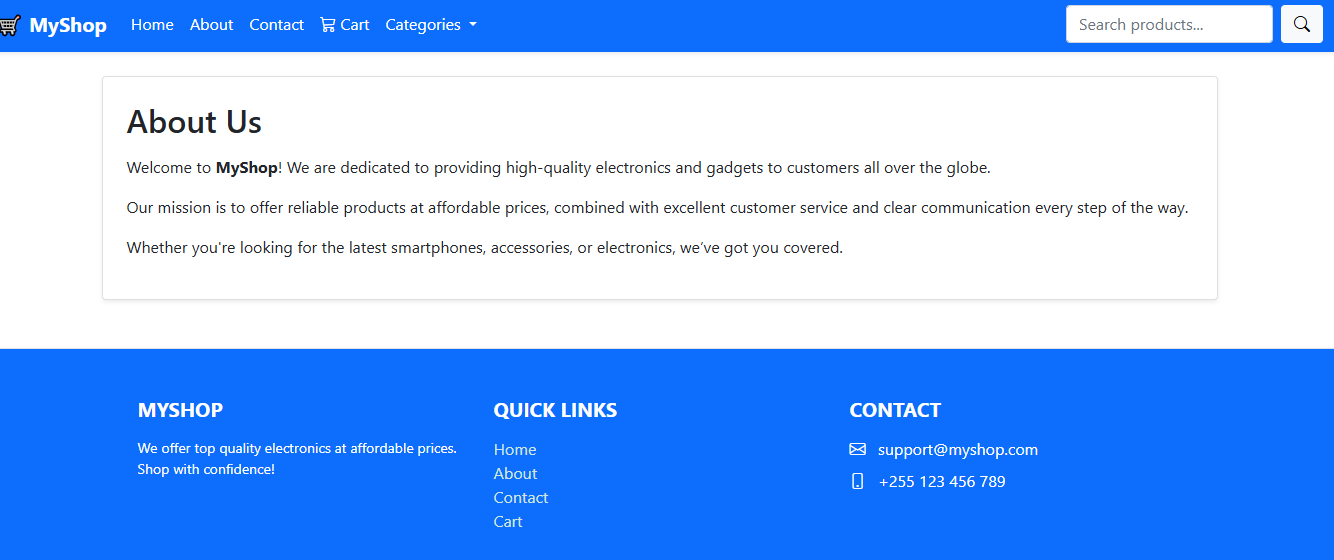 MyShop Home About Contact Cart Categories Search products...
About Us
Welcome to MyShop! We are dedicated to providing high-quality electronics and gadgets to customers all over the globe.
Our mission is to offer reliable products at affordable prices, combined with excellent customer service and clear communication every step of the way.
Whether you're looking for the latest smartphones, accessories, or electronics, we’ve got you covered.
MYSHOP
We offer top quality electronics at affordable prices.
Shop with confidence!
QUICK LINKS
Home
About
Contact
Cart
CONTACT
support@myshop.com
+255 123 456 789